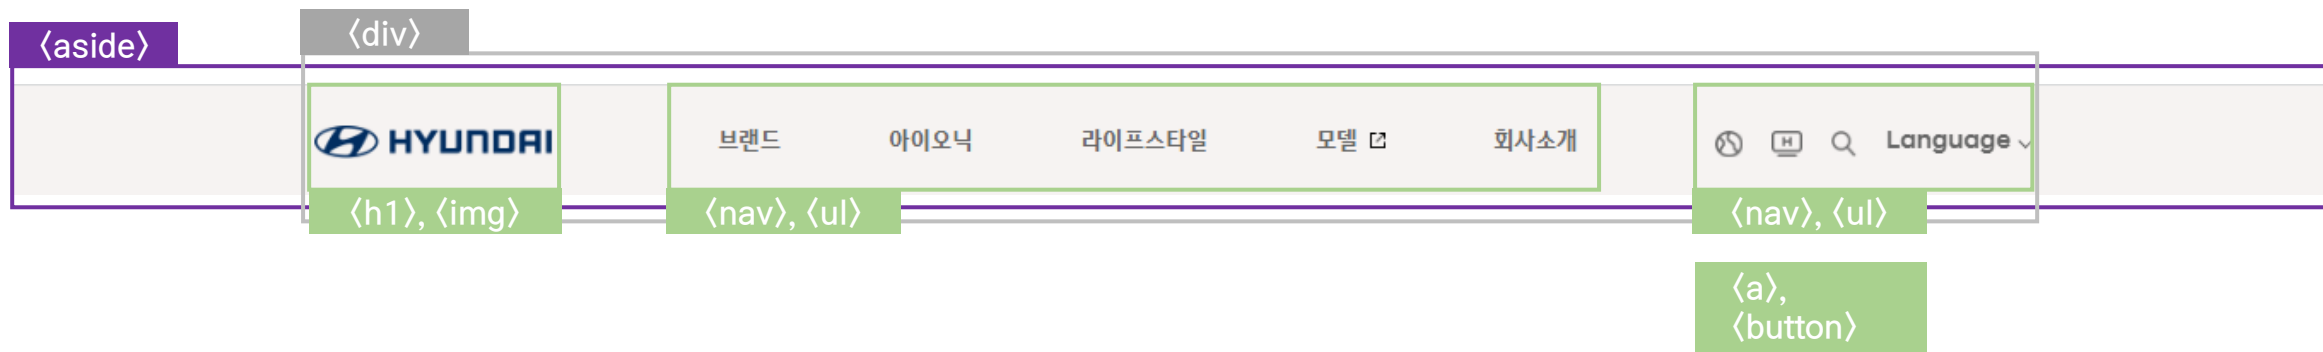 〈aside〉
〈div〉
HYUNDAI
브랜드 아이오닉 라이프스타일 모델 회사소개
H Language
〈h1〉, 〈img〉
〈nav〉, 〈ul〉
〈nav〉, 〈ul〉
〈a〉,
〈button〉